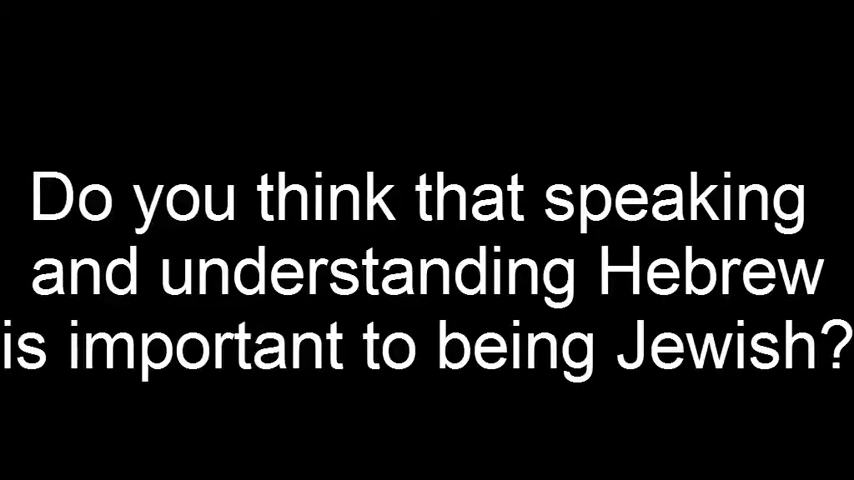 Do you think that speaking
and understanding Hebrew
is important to being Jewish?